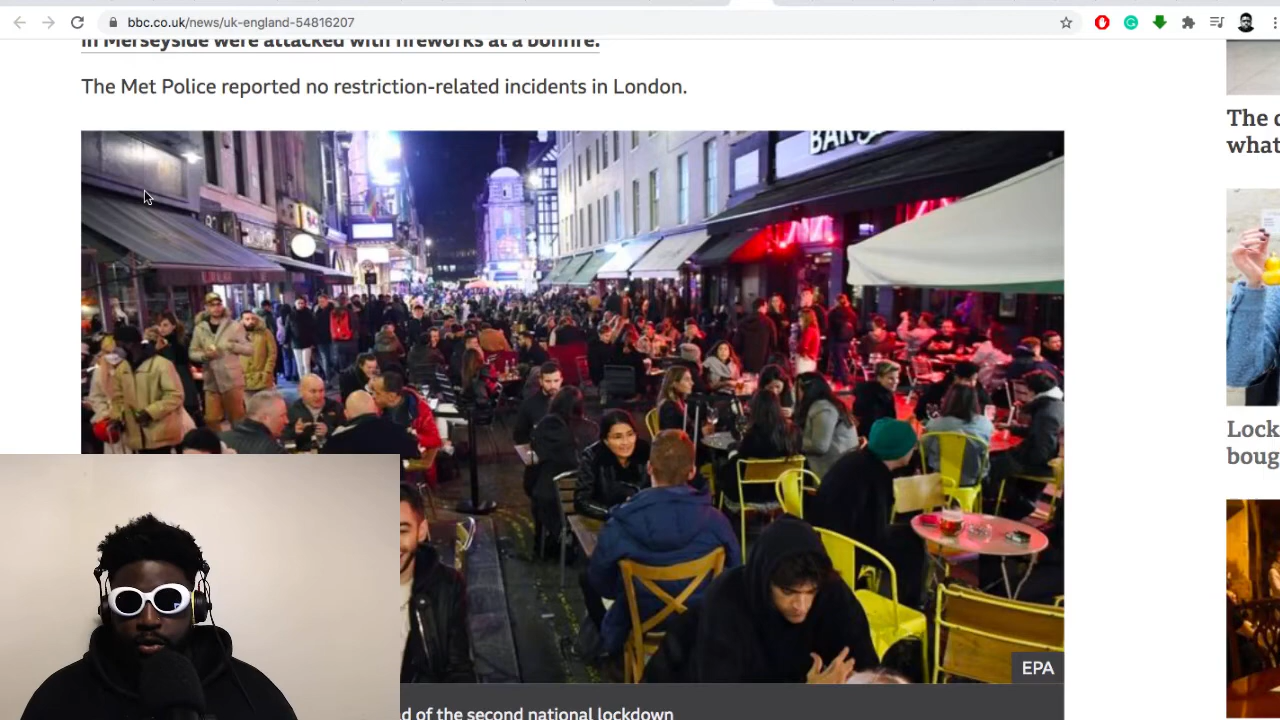 bbc.co.uk/news/uk-england-54816207
in Merseyside were attacked with fireworks at a bonfire.
The Met Police reported no restriction-related incidents in London.
The
what
BAR
EPA
Lock
boug
d of the second national lockdown